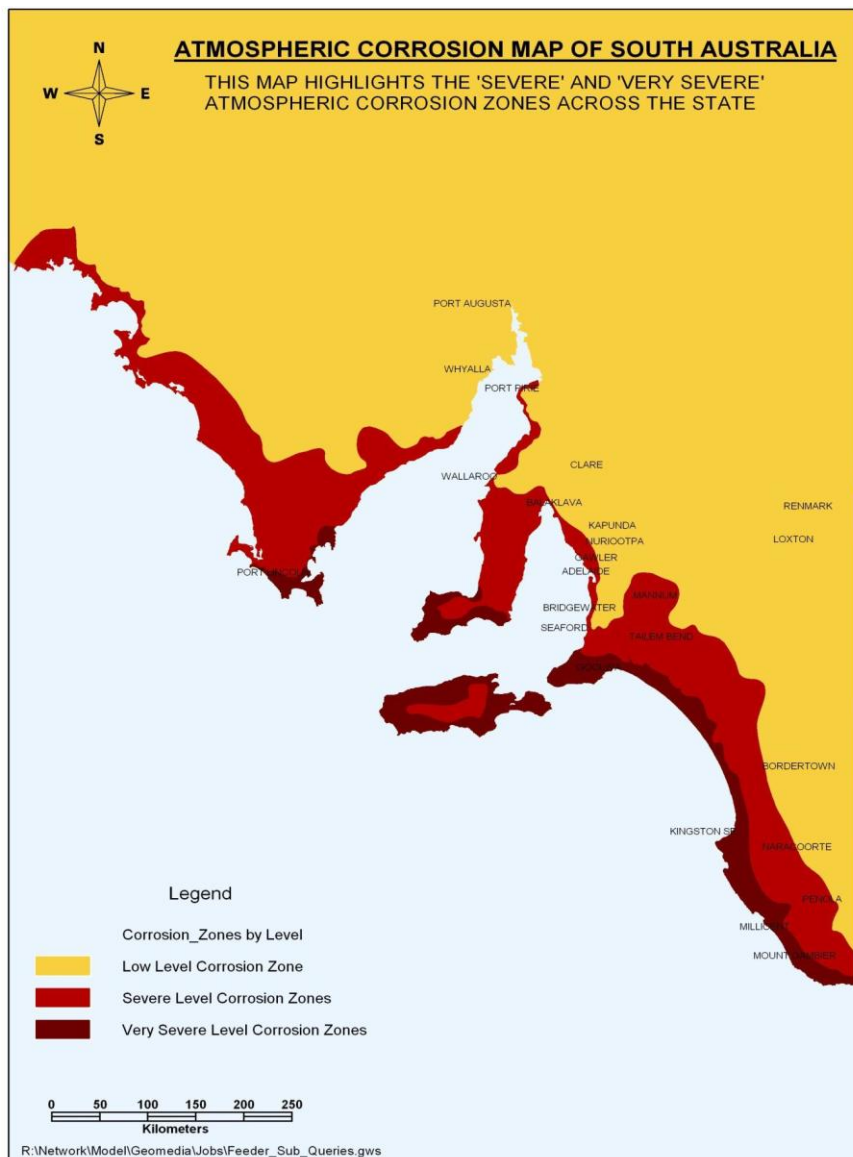 ATMOSPHERIC CORROSION MAP OF SOUTH AUSTRALIA
THIS MAP HIGHLIGHTS THE 'SEVERE' AND 'VERY SEVERE'
ATMOSPHERIC CORROSION ZONES ACROSS THE STATE
N
W
E
S
PORT AUGUSTA
WHYALLA
PORT PIRIE
CLARE
WALLAROO
BALAKLAVA
RENMARK
KAPUNDA
NURIOOTPA
LOXTON
GAWLER
ADELAIDE
PORT LINCOLN
MANNUM
BRIDGEWATER
SEAFORD
TAILEM BEND
BORDERTOWN
KINGSTON SE
NARACOORTE
PENOLA
MILLICENT
MOUNT GAMBIER
Legend
Corrosion_Zones by Level
Low Level Corrosion Zone
Severe Level Corrosion Zones
Very Severe Level Corrosion Zones
0 50 100 150 200 250
Kilometers
R:\Network\Model\Geomedia\Jobs\Feeder_Sub_Queries.gws